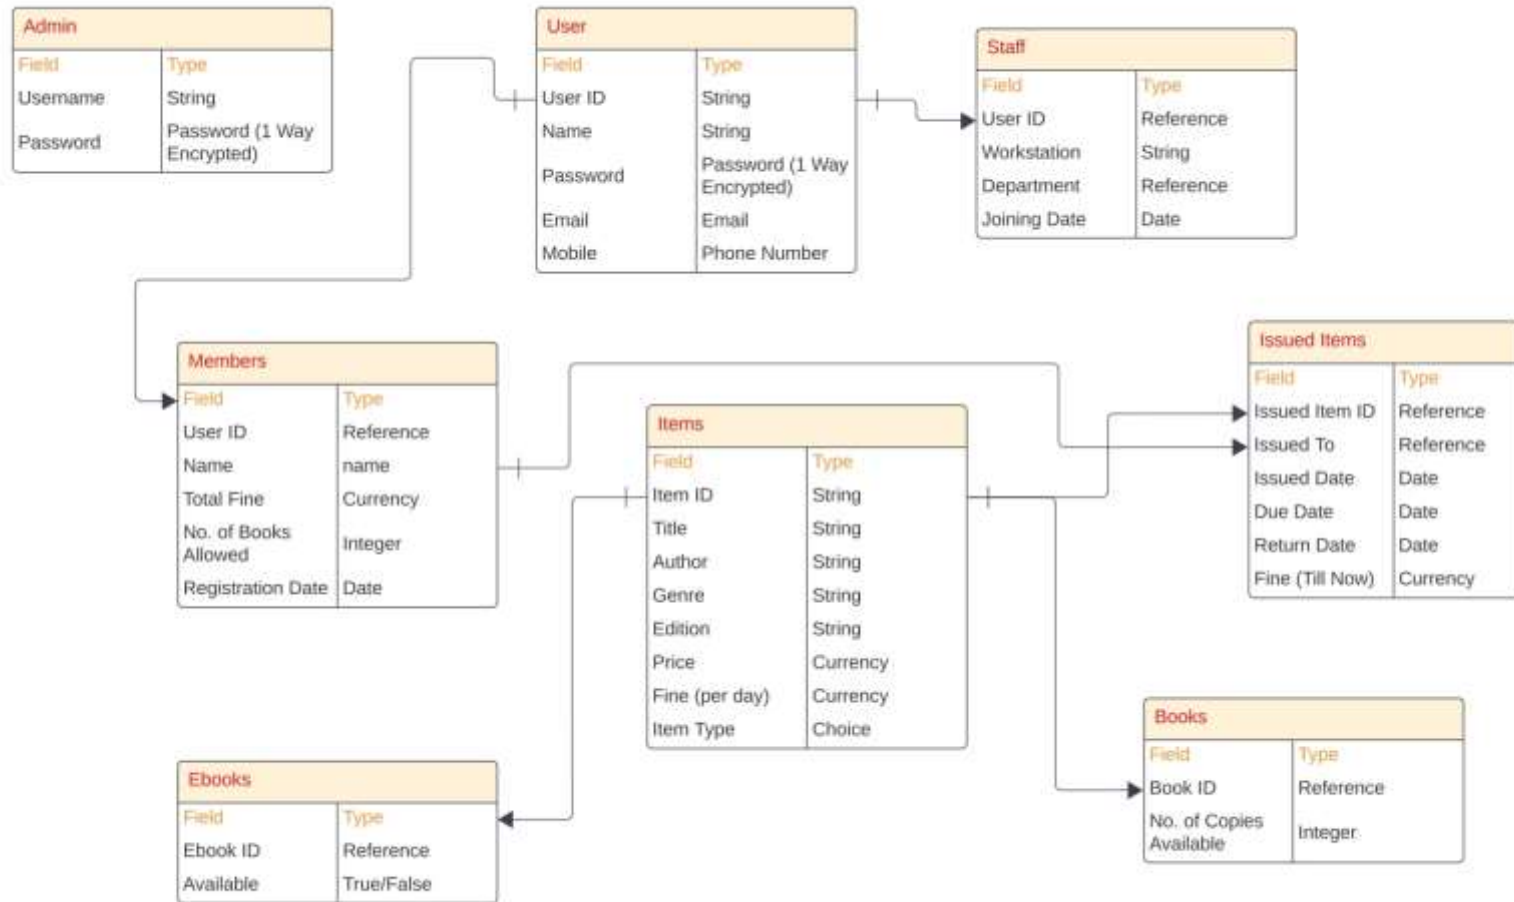 Admin
Field Type
Username String
Password Password (1 Way
Encrypted)
User
Field Type
User ID String
Name String
Password Password (1 Way
Encrypted)
Email Email
Mobile Phone Number
Staff
Field Type
User ID Reference
Workstation String
Department Reference
Joining Date Date
Members
Field Type
User ID Reference
Name name
Total Fine Currency
No. of Books
Allowed Integer
Registration Date Date
Items
Field Type
Item ID String
Title String
Author String
Genre String
Edition String
Price Currency
Fine (per day) Currency
Item Type Choice
Issued Items
Field Type
Issued Item ID Reference
Issued To Reference
Issued Date Date
Due Date Date
Return Date Date
Fine (Till Now) Currency
Ebooks
Field Type
Ebook ID Reference
Available True/False
Books
Field Type
Book ID Reference
No. of Copies
Available Integer